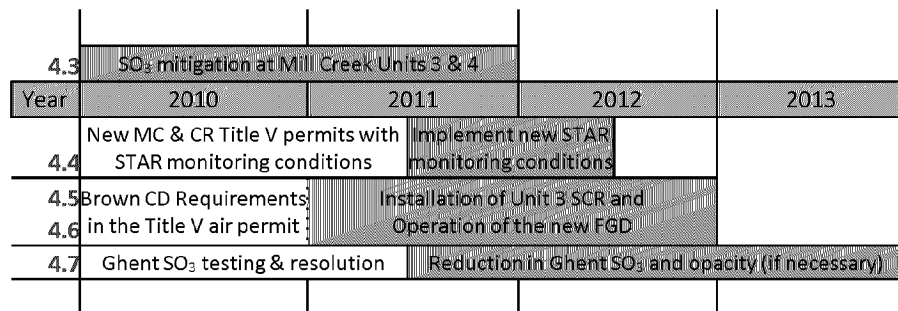 4.3 SO₃ mitigation at Mill Creek Units 3 & 4
Year 2010 2011 2012 2013
New MC & CR Title V permits with Implement new STAR
4.4 STAR monitoring conditions monitoring conditions
4.5 Brown CD Requirements Installation of Unit 3 SCR and
4.6 in the Title V air permit Operation of the new FGD
4.7 Ghent SO₃ testing & resolution Reduction in Ghent SO₃ and opacity (if necessary)